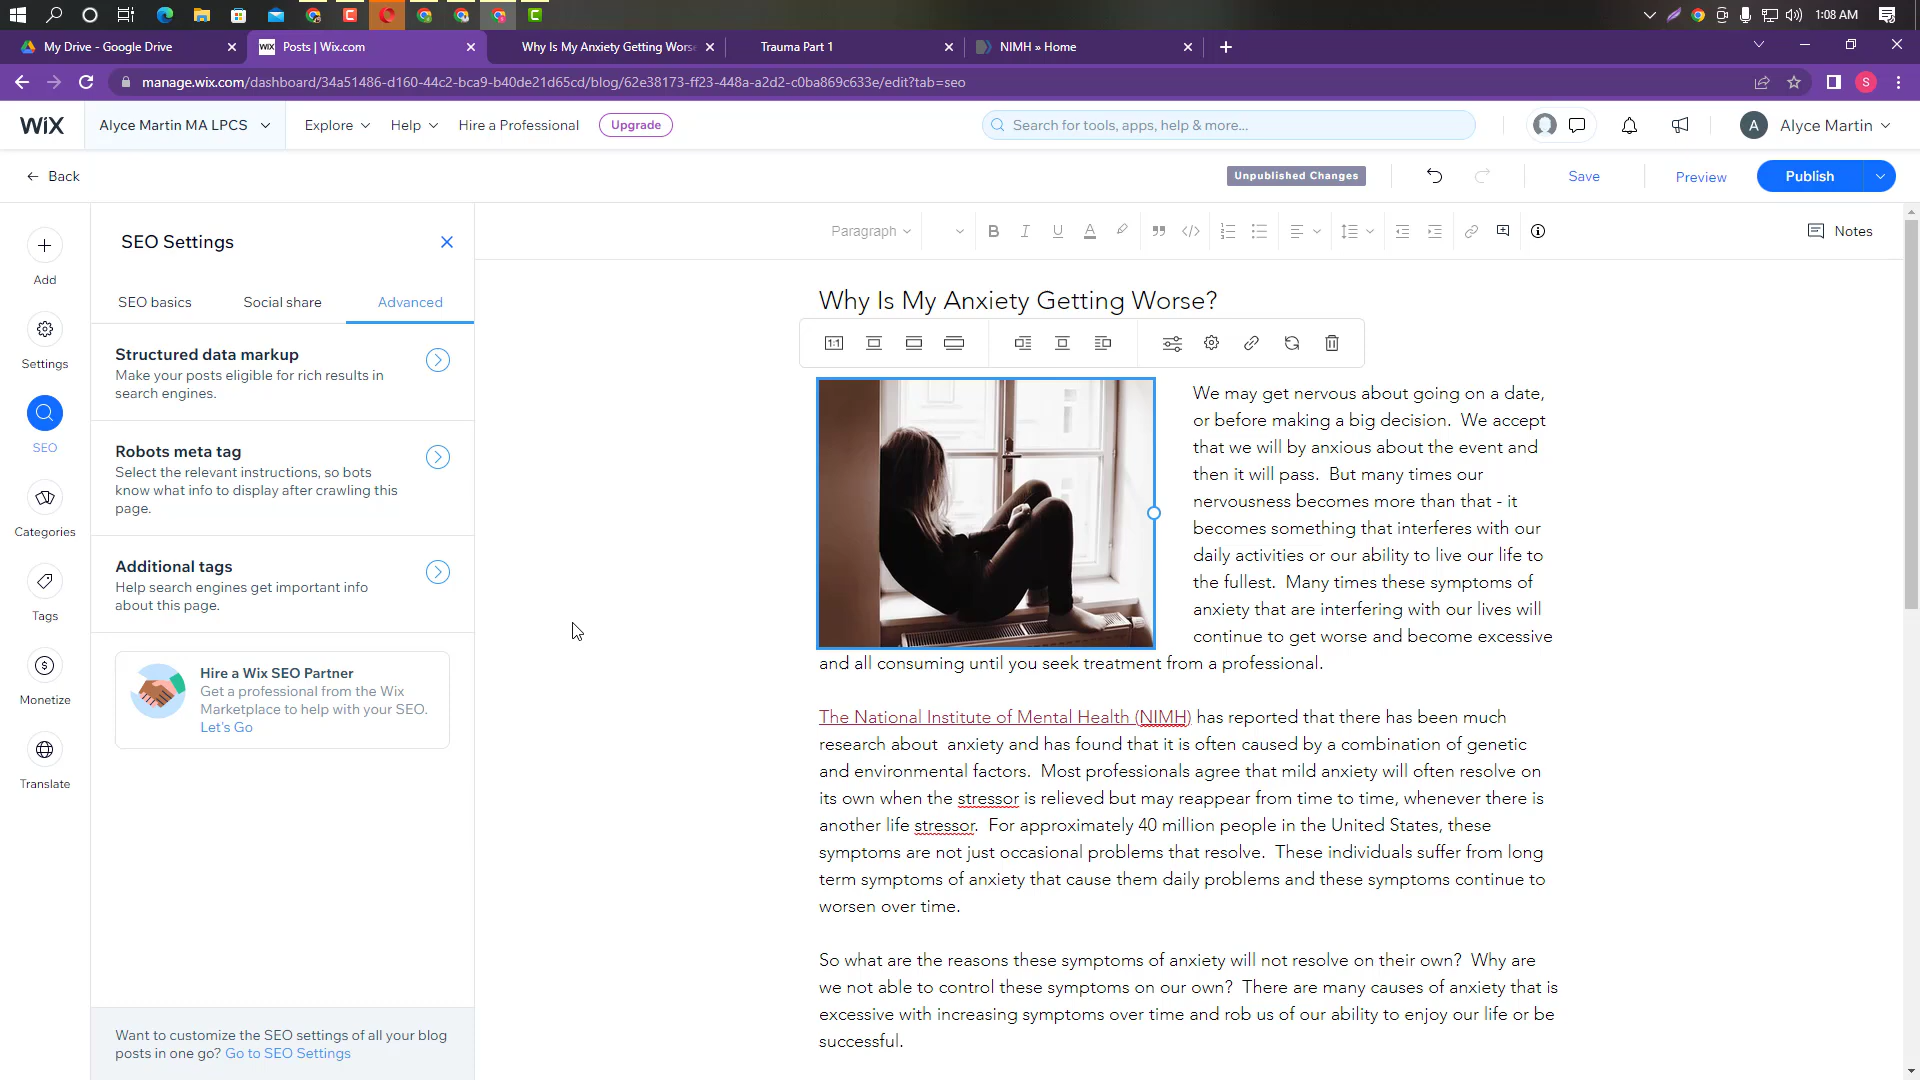 1:08 AM
My Drive - Google Drive
WIX Posts | Wix.com
Why Is My Anxiety Getting Worse
Trauma Part 1
NIMH » Home
manage.wix.com/dashboard/34a51486-d160-44c2-bca9-b40de21d65cd/blog/62e38173-ff23-448a-a2d2-c0ba869c633e/edit?tab=seo
S
WiX
Alyce Martin MA LPCS
Explore
Help
Hire a Professional
Upgrade
Search for tools, apps, help & more...
A
Alyce Martin
Back
Unpublished Changes
Save
Preview
Publish
Add
Settings
SEO
Categories
Tags
Monetize
Translate
SEO Settings
SEO basics
Social share
Advanced
Structured data markup
Make your posts eligible for rich results in
search engines.
Robots meta tag
Select the relevant instructions, so bots
know what info to display after crawling this
page.
Additional tags
Help search engines get important info
about this page.
Hire a Wix SEO Partner
Get a professional from the Wix
Marketplace to help with your SEO.
Let's Go
Want to customize the SEO settings of all your blog
posts in one go? Go to SEO Settings
Paragraph
B
I
U
A
Notes
Why Is My Anxiety Getting Worse?
1:1
We may get nervous about going on a date,
or before making a big decision.  We accept
that we will by anxious about the event and
then it will pass.  But many times our
nervousness becomes more than that - it
becomes something that interferes with our
daily activities or our ability to live our life to
the fullest.  Many times these symptoms of
anxiety that are interfering with our lives will
continue to get worse and become excessive
and all consuming until you seek treatment from a professional.
The National Institute of Mental Health (NIMH) has reported that there has been much
research about  anxiety and has found that it is often caused by a combination of genetic
and environmental factors.  Most professionals agree that mild anxiety will often resolve on
its own when the stressor is relieved but may reappear from time to time, whenever there is
another life stressor.  For approximately 40 million people in the United States, these
symptoms are not just occasional problems that resolve.  These individuals suffer from long
term symptoms of anxiety that cause them daily problems and these symptoms continue to
worsen over time.
So what are the reasons these symptoms of anxiety will not resolve on their own?  Why are
we not able to control these symptoms on our own?  There are many causes of anxiety that is
excessive with increasing symptoms over time and rob us of our ability to enjoy our life or be
successful.